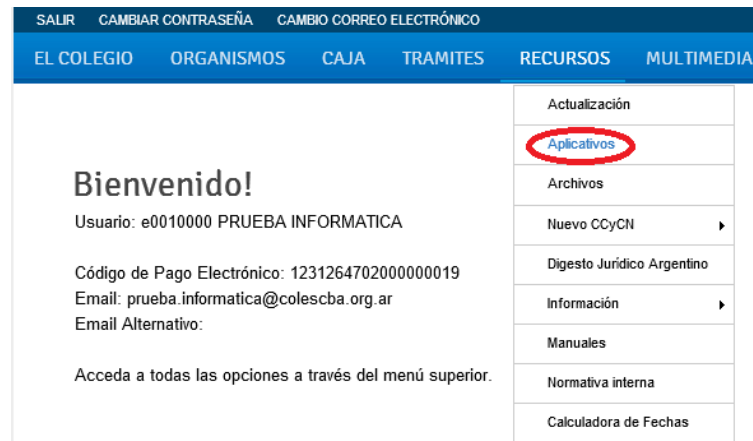 SALIR CAMBIAR CONTRASEÑA CAMBIO CORREO ELECTRÓNICO
EL COLEGIO ORGANISMOS CAJA TRAMITES RECURSOS MULTIMEDIA
Actualización
Aplicativos
Archivos
Nuevo CCyCN
Digesto Jurídico Argentino
Información
Manuales
Normativa interna
Calculadora de Fechas
Bienvenido!
Usuario: e0010000 PRUEBA INFORMATICA
Código de Pago Electrónico: 1231264702000000019
Email: prueba.informatica@colescba.org.ar
Email Alternativo:
Acceda a todas las opciones a través del menú superior.